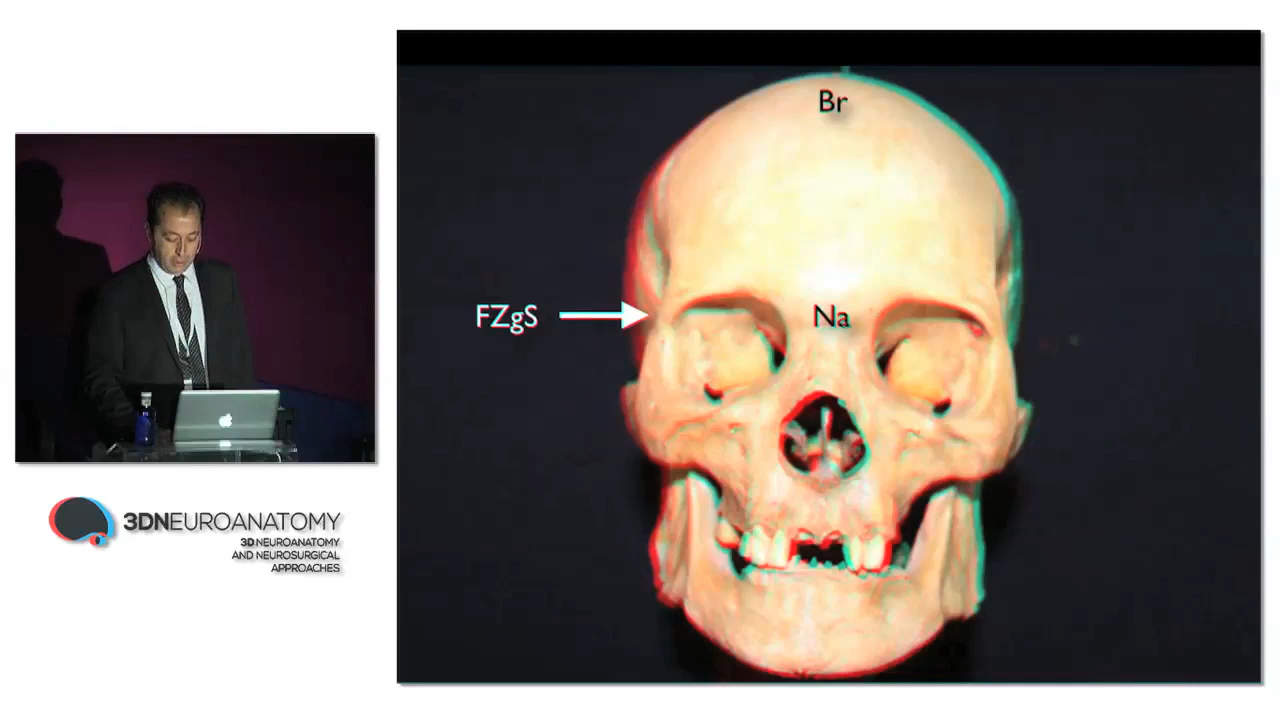 Br
FZgS
Na
3DNEUROANATOMY
3D NEUROANATOMY
AND NEUROSURGICAL
APPROACHES